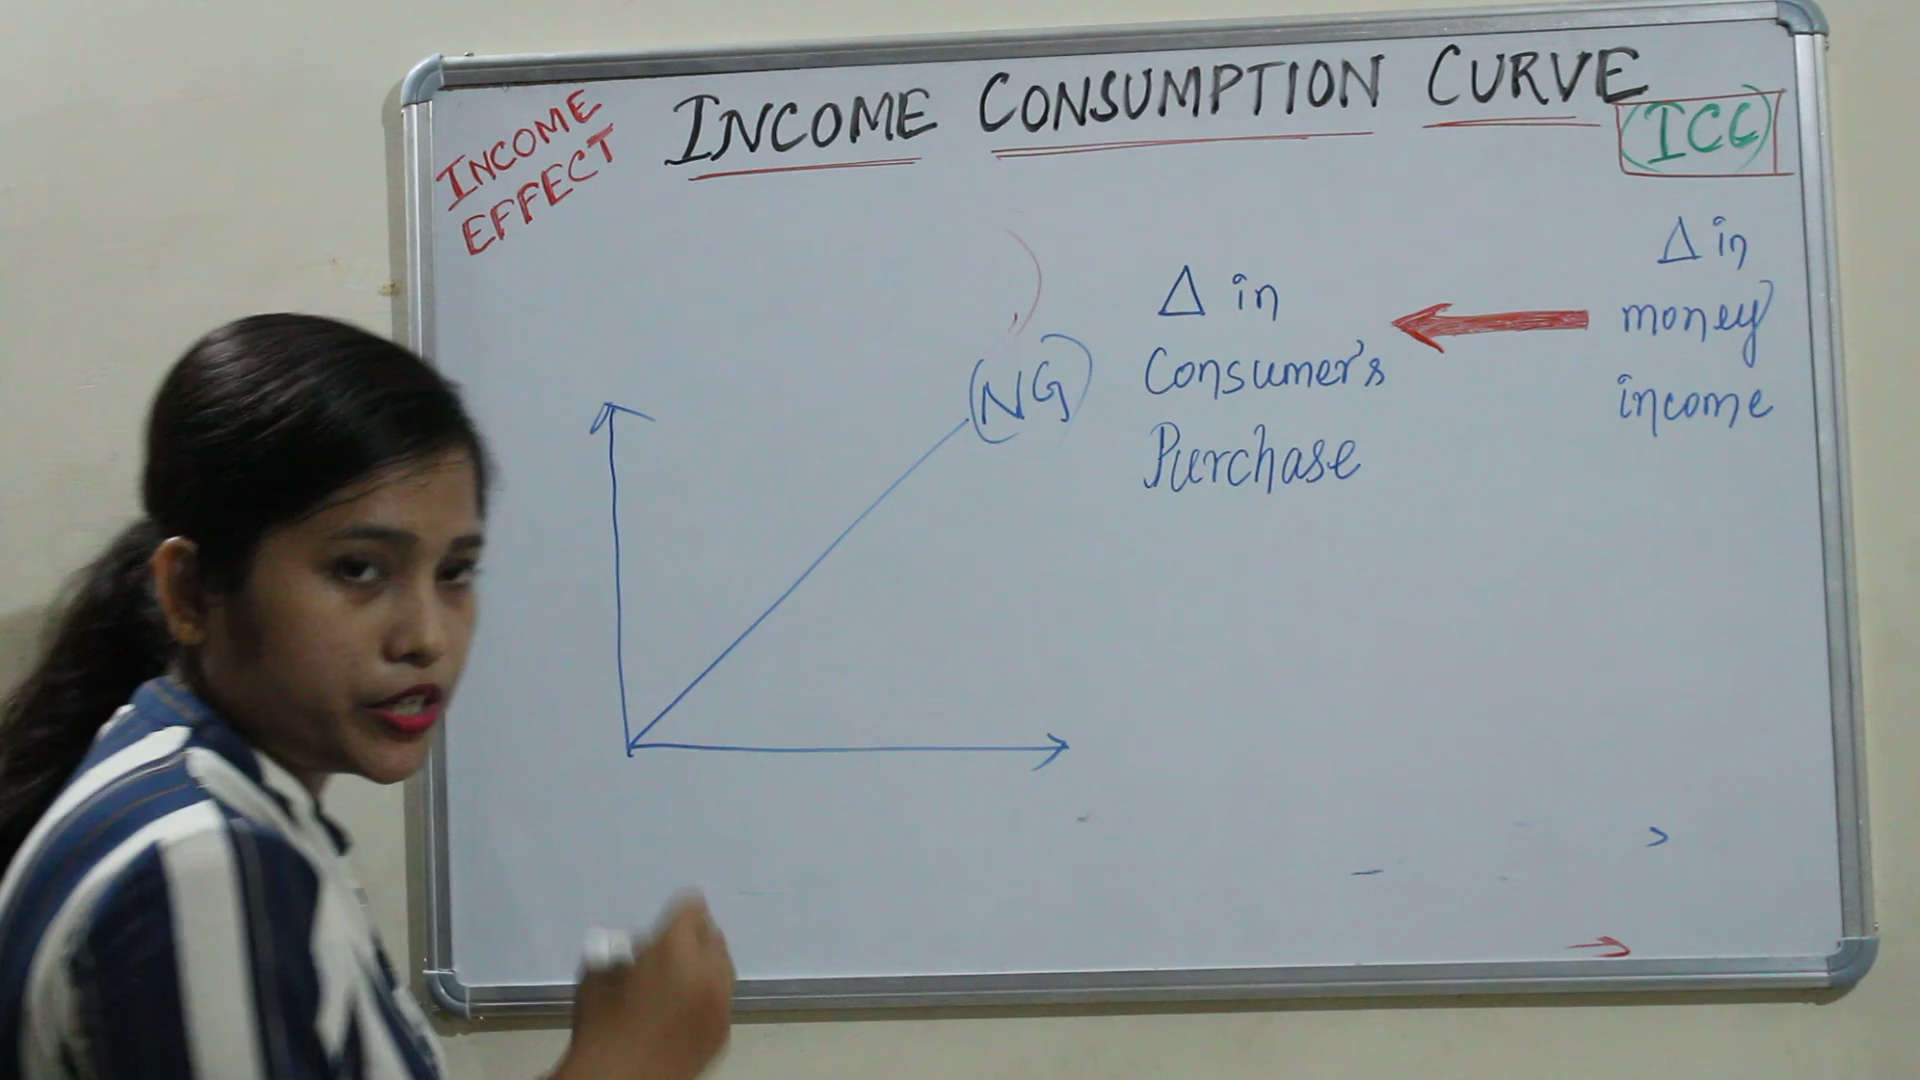 INCOME CONSUMPTION CURVE
(ICC)
INCOME
EFFECT
Δ in
money
income
Δ in
Consumer's
Purchase
(NG)